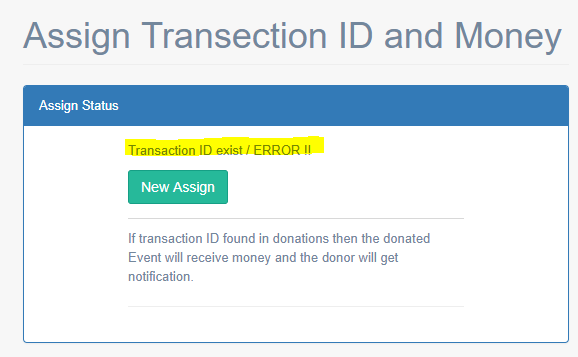 Assign Transection ID and Money
Assign Status
Transaction ID exist / ERROR !!
New Assign
If transaction ID found in donations then the donated
Event will receive money and the donor will get
notification.